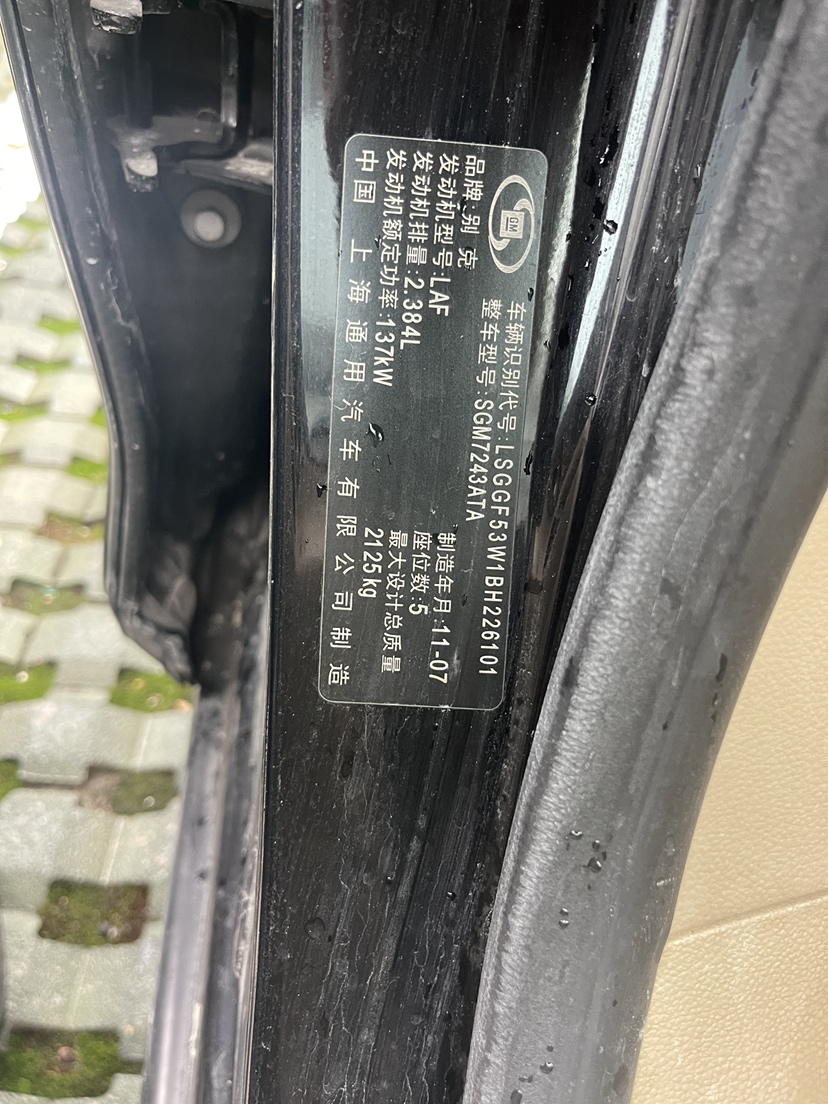 GM
车辆识别代号:LSGGF53W1BH226101
整车型号:SGM7243ATA
品牌 别克
制造年月:11-07
发动机型号:LAF
座位数:5
发动机排量:2.384L
最大设计总质量
发动机额定功率:137kW
2125kg
中国 上海通用汽车有限公司制造